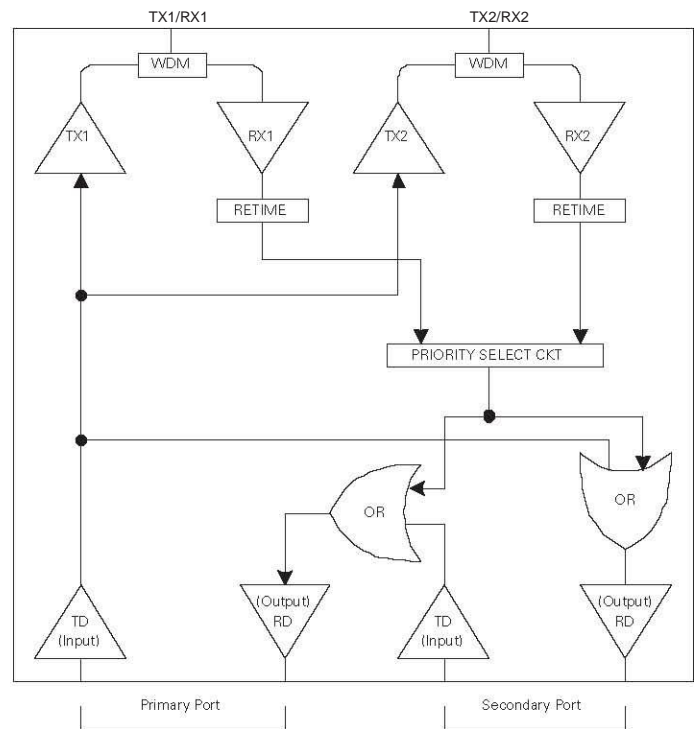 TX1/RX1
TX2/RX2
WDM
WDM
TX1
RX1
TX2
RX2
RETIME
RETIME
PRIORITY SELECT CKT
OR
OR
TD
(Input)
(Output)
RD
TD
(Input)
(Output)
RD
Primary Port
Secondary Port